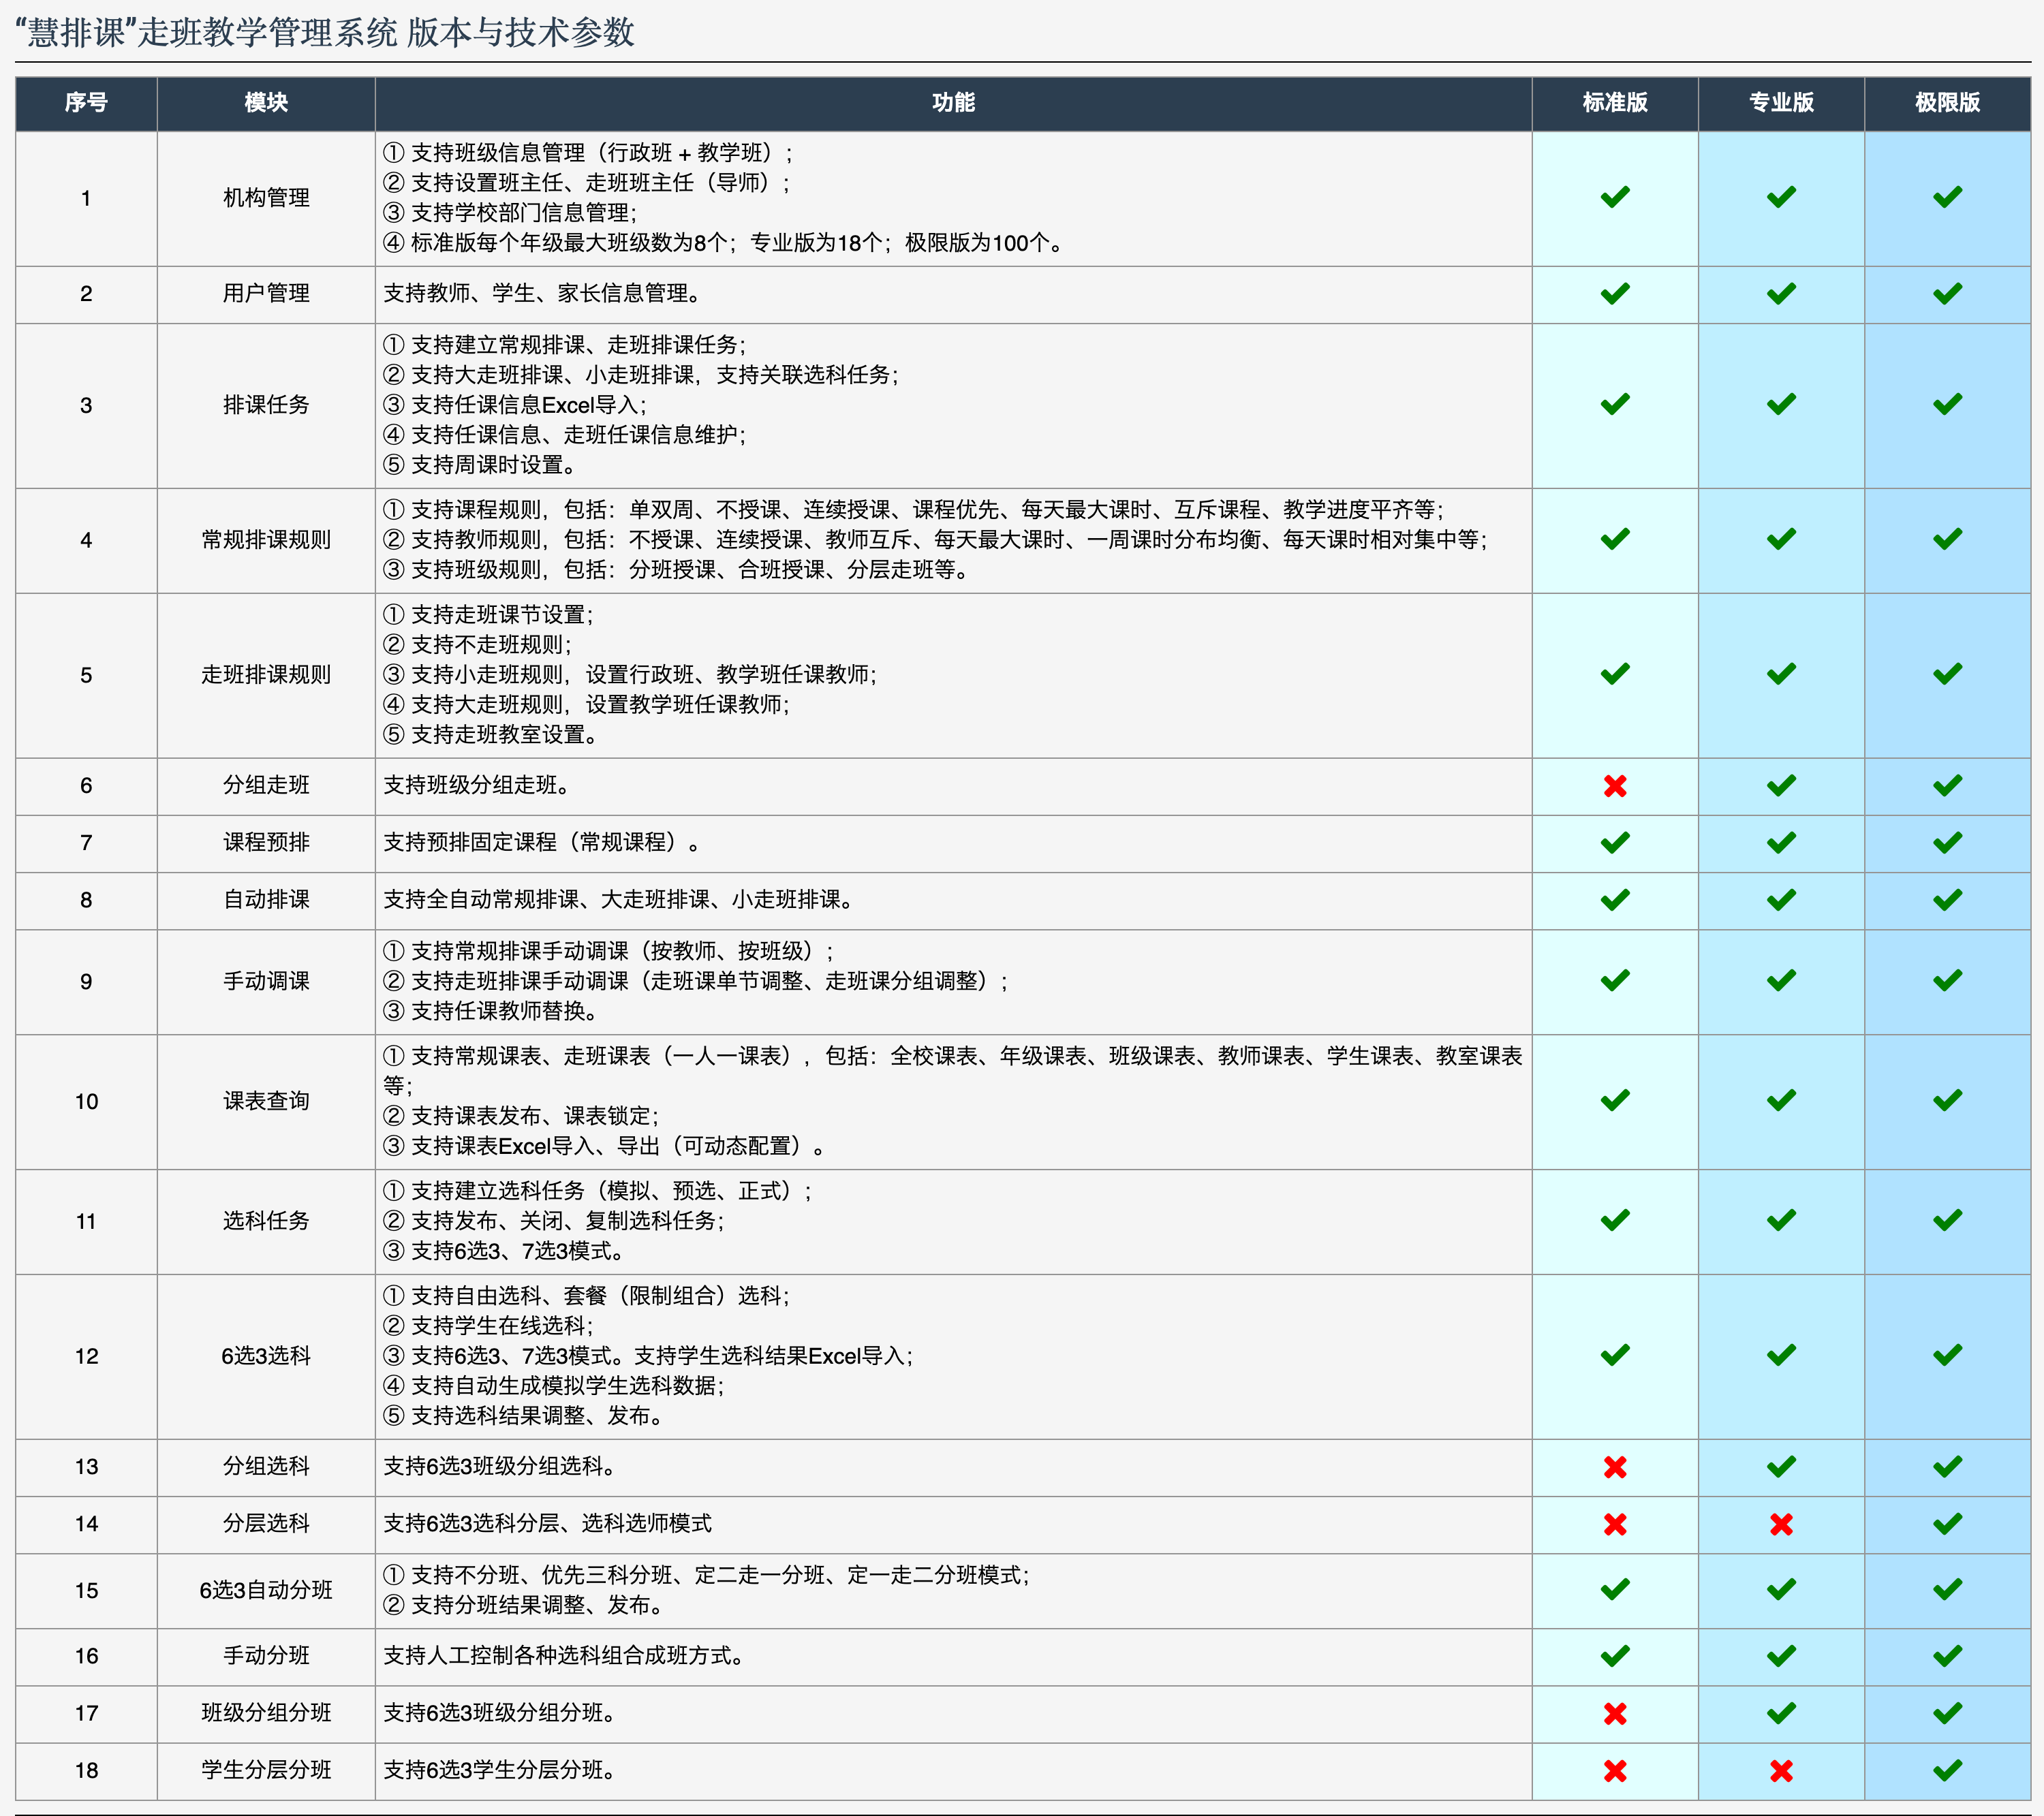 “慧排课”走班教学管理系统 版本与技术参数
序号 模块 功能 标准版 专业版 极限版
1 机构管理
① 支持班级信息管理（行政班 + 教学班）;
② 支持设置班主任、走班班主任（导师）;
③ 支持学校部门信息管理;
④ 标准版每个年级最大班级数为8个；专业版为18个；极限版为100个。
2 用户管理 支持教师、学生、家长信息管理。
3 排课任务
① 支持建立常规排课、走班排课任务;
② 支持大走班排课、小走班排课，支持关联选科任务;
③ 支持任课信息Excel导入;
④ 支持任课信息、走班任课信息维护;
⑤ 支持周课时设置。
4 常规排课规则
① 支持课程规则，包括：单双周、不授课、连续授课、课程优先、每天最大课时、互斥课程、教学进度平齐等;
② 支持教师规则，包括：不授课、连续授课、教师互斥、每天最大课时、一周课时分布均衡、每天课时相对集中等;
③ 支持班级规则，包括：分班授课、合班授课、分层走班等。
5 走班排课规则
① 支持走班课节设置;
② 支持不走班规则;
③ 支持小走班规则，设置行政班、教学班任课教师;
④ 支持大走班规则，设置教学班任课教师;
⑤ 支持走班教室设置。
6 分组走班 支持班级分组走班。
7 课程预排 支持预排固定课程（常规课程）。
8 自动排课 支持全自动常规排课、大走班排课、小走班排课。
9 手动调课
① 支持常规排课手动调课（按教师、按班级）;
② 支持走班排课手动调课（走班课单节调整、走班课分组调整）;
③ 支持任课教师替换。
10 课表查询
① 支持常规课表、走班课表（一人一课表），包括：全校课表、年级课表、班级课表、教师课表、学生课表、教室课表
等;
② 支持课表发布、课表锁定;
③ 支持课表Excel导入、导出（可动态配置）。
11 选科任务
① 支持建立选科任务（模拟、预选、正式）;
② 支持发布、关闭、复制选科任务;
③ 支持6选3、7选3模式。
12 6选3选科
① 支持自由选科、套餐（限制组合）选科;
② 支持学生在线选科;
③ 支持6选3、7选3模式。支持学生选科结果Excel导入;
④ 支持自动生成模拟学生选科数据;
⑤ 支持选科结果调整、发布。
13 分组选科 支持6选3班级分组选科。
14 分层选科 支持6选3选科分层、选科选师模式
15 6选3自动分班
① 支持不分班、优先三科分班、定二走一分班、定一走二分班模式;
② 支持分班结果调整、发布。
16 手动分班 支持人工控制各种选科组合成班方式。
17 班级分组分班 支持6选3班级分组分班。
18 学生分层分班 支持6选3学生分层分班。